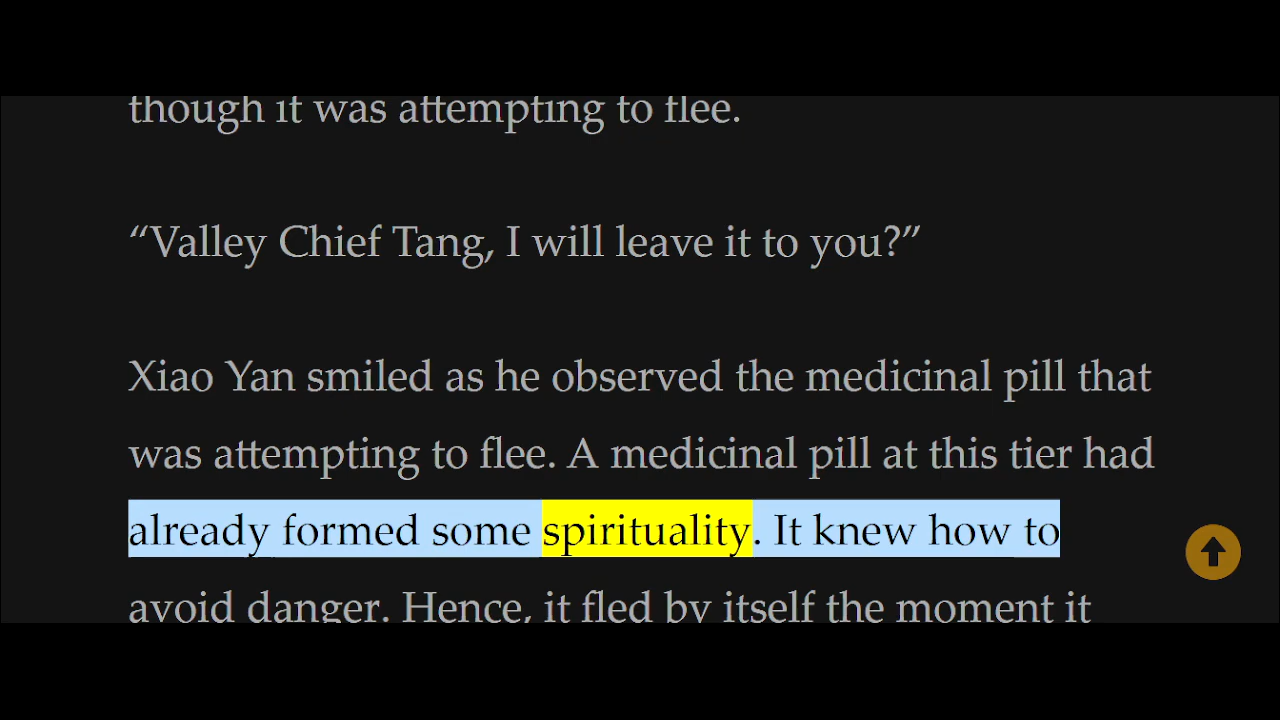 though it was attempting to flee.
“Valley Chief Tang, I will leave it to you?”
Xiao Yan smiled as he observed the medicinal pill that
was attempting to flee. A medicinal pill at this tier had
already formed some spirituality. It knew how to
avoid danger. Hence, it fled by itself the moment it